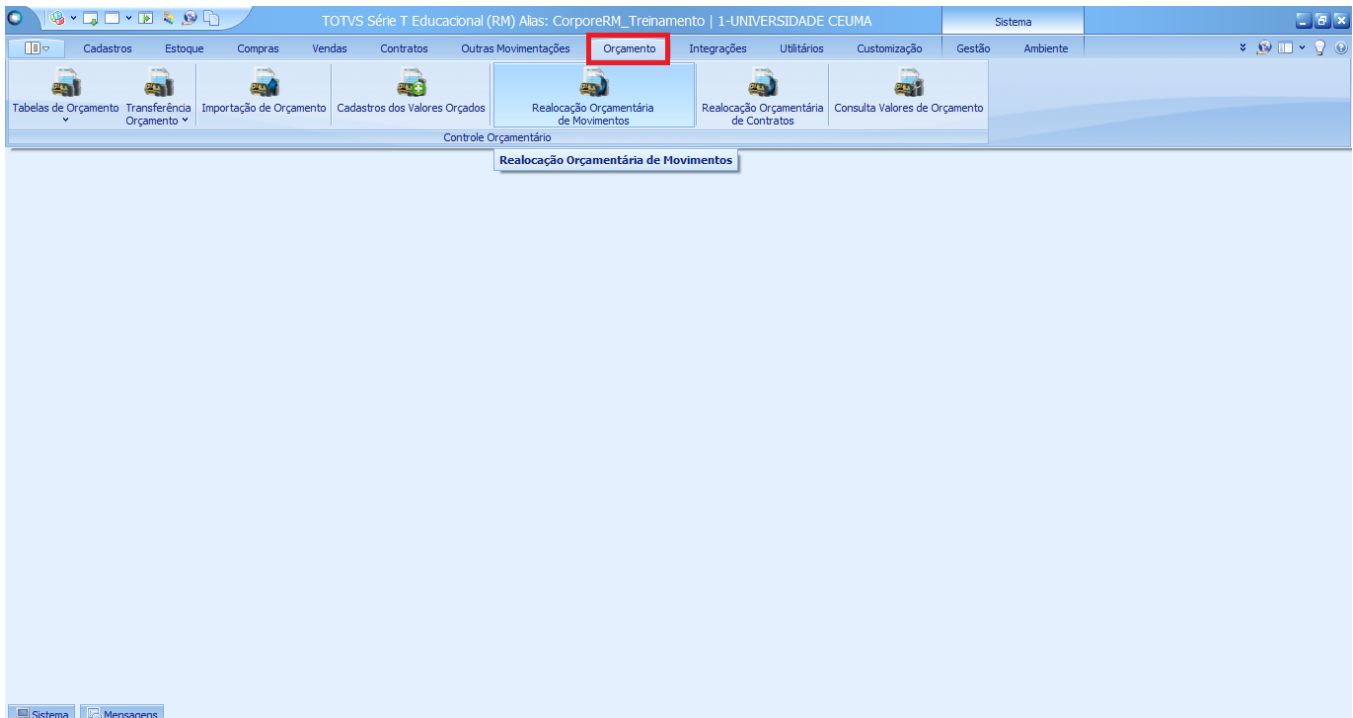 TOTVS Série T Educacional (RM) Alias: CorporeRM_Treinamento | 1-UNIVERSIDADE CEUMA
Sistema
Cadastros Estoque Compras Vendas Contratos Outras Movimentações Orçamento Integrações Utilitários Customização Gestão Ambiente
Tabelas de Orçamento
Transferência
Orçamento
Importação de Orçamento
Cadastros dos Valores Orçados
Realocação Orçamentária
de Movimentos
Realocação Orçamentária
de Contratos
Consulta Valores de Orçamento
Controle Orçamentário
Realocação Orçamentária de Movimentos
Sistema Mensagens